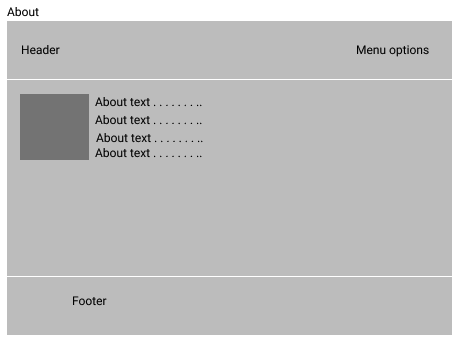 About
Header Menu options
About text . . . . . . . ..
About text . . . . . . . ..
About text . . . . . . . ..
About text . . . . . . . ..
Footer